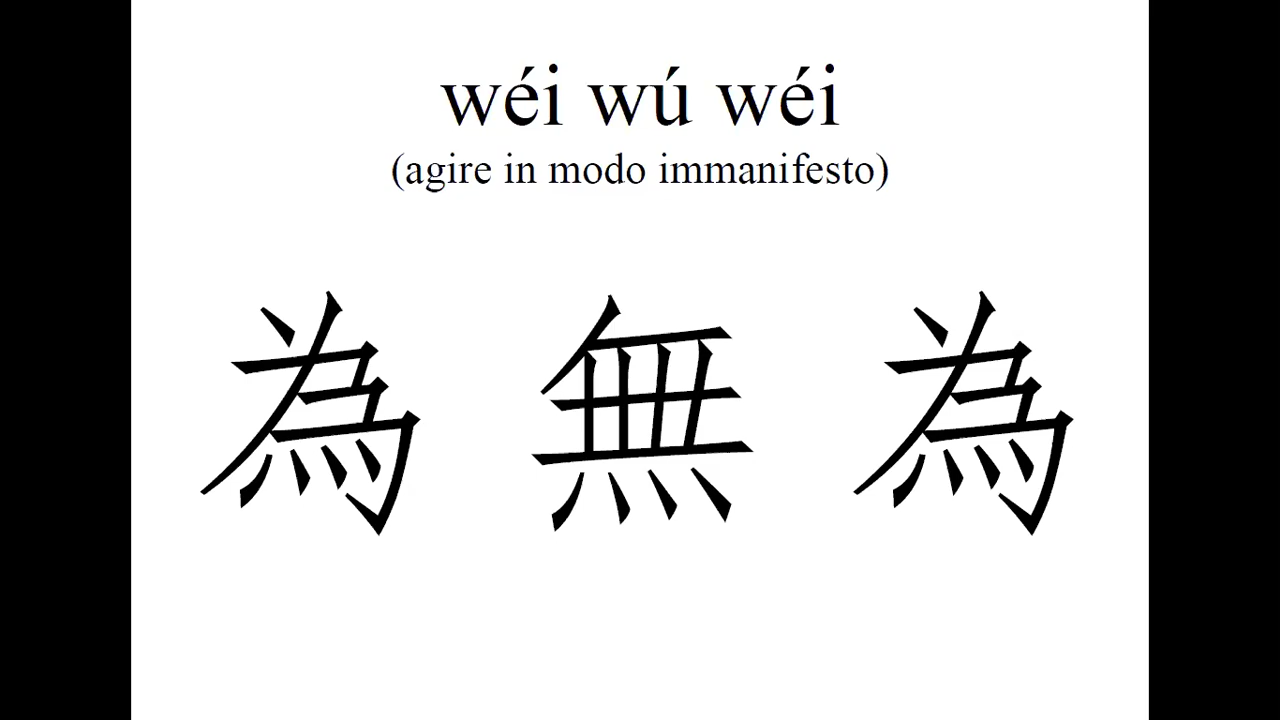 wéi wú wéi
(agire in modo immanifesto)
為 無 為